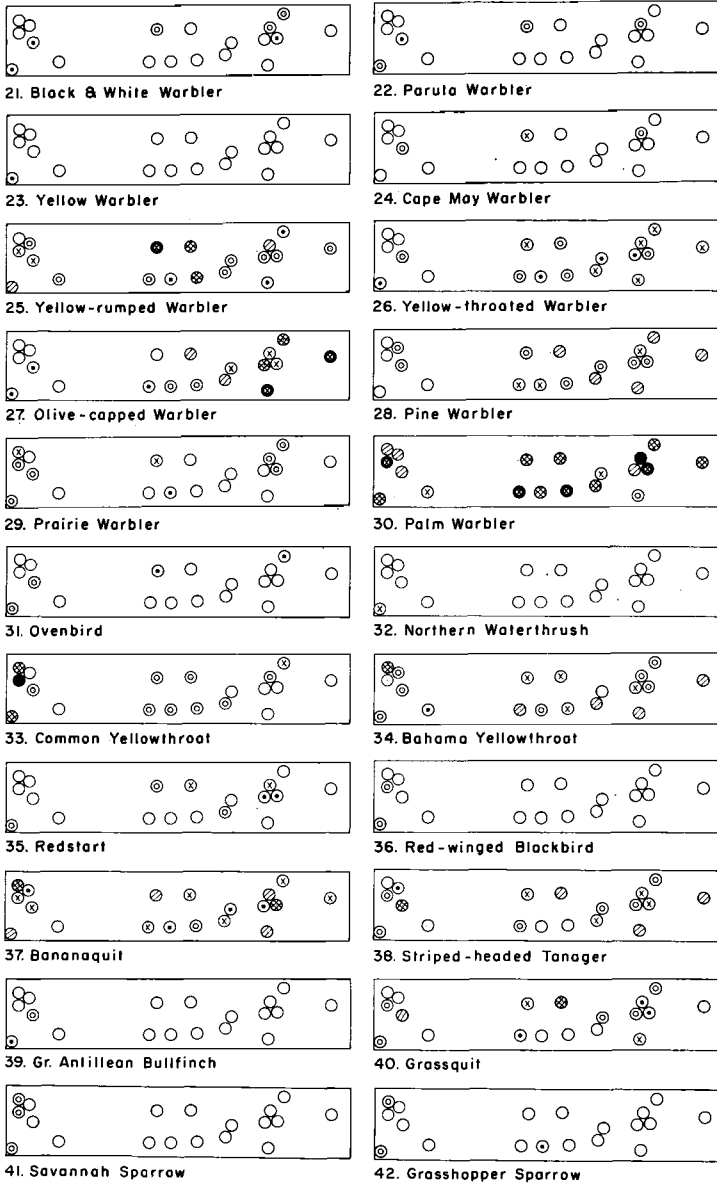 21. Black & White Warbler
22. Parula Warbler
23. Yellow Warbler
24. Cape May Warbler
25. Yellow-rumped Warbler
26. Yellow-throated Warbler
27. Olive-capped Warbler
28. Pine Warbler
29. Prairie Warbler
30. Palm Warbler
31. Ovenbird
32. Northern Waterthrush
33. Common Yellowthroat
34. Bahama Yellowthroat
35. Redstart
36. Red-winged Blackbird
37. Bananaquit
38. Striped-headed Tanager
39. Gr. Antillean Bullfinch
40. Grassquit
41. Savannah Sparrow
42. Grasshopper Sparrow